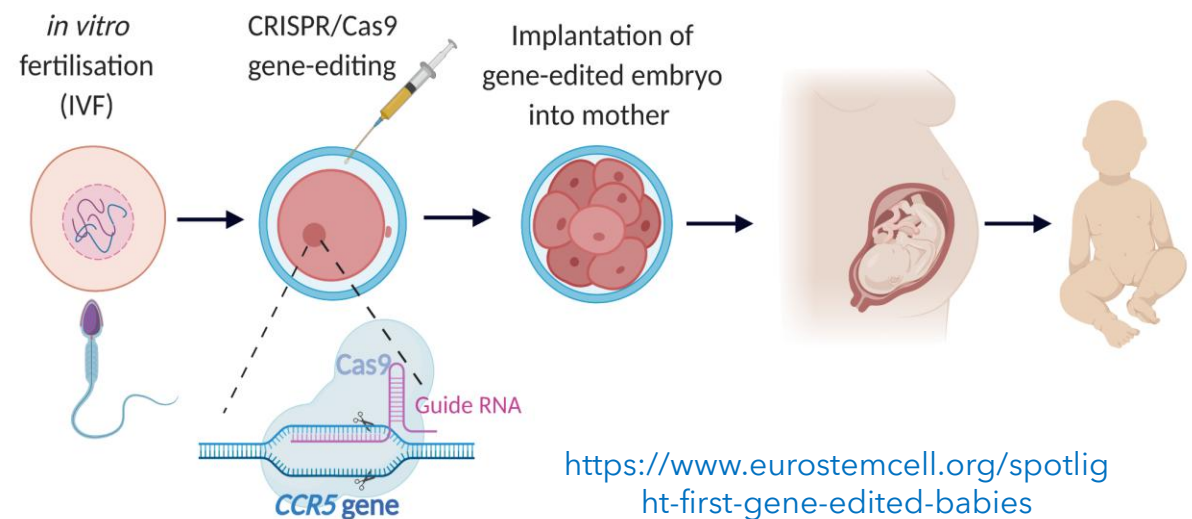 in vitro
fertilisation
(IVF)
CRISPR/Cas9
gene-editing
Implantation of
gene-edited embryo
into mother
Cas9
Guide RNA
CCR5 gene
https://www.eurostemcell.org/spotlig
ht-first-gene-edited-babies